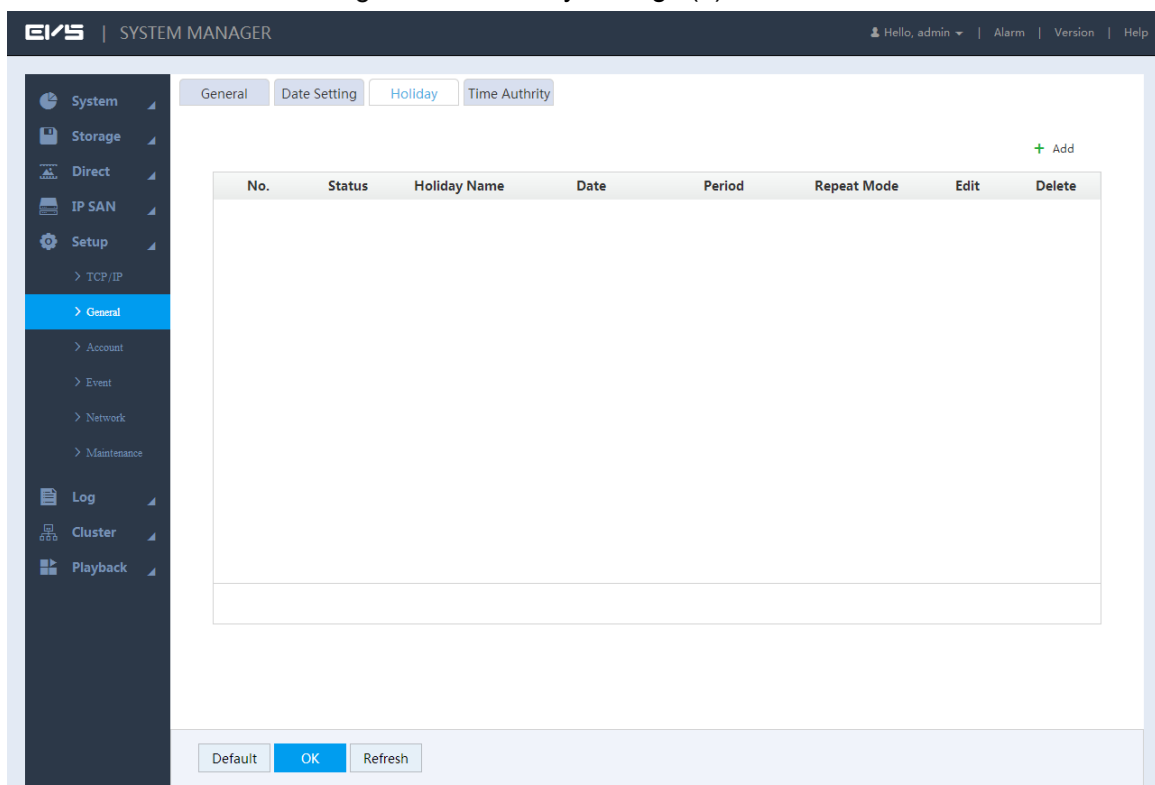 EVS | SYSTEM MANAGER
Hello, admin | Alarm | Version | Help
General Date Setting Holiday Time Authrity
+ Add
No. Status Holiday Name Date Period Repeat Mode Edit Delete
System
Storage
Direct
IP SAN
Setup
> TCP/IP
> General
> Account
> Event
> Network
> Maintenance
Log
Cluster
Playback
Default OK Refresh